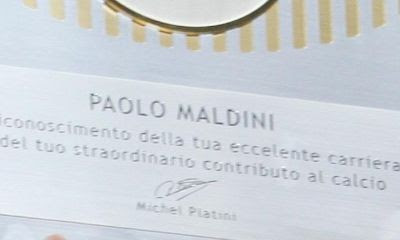 PAOLO MALDINI
iconoscimento della tua eccelente carriera
del tuo straordinario contributo al calcio
Michel Platini